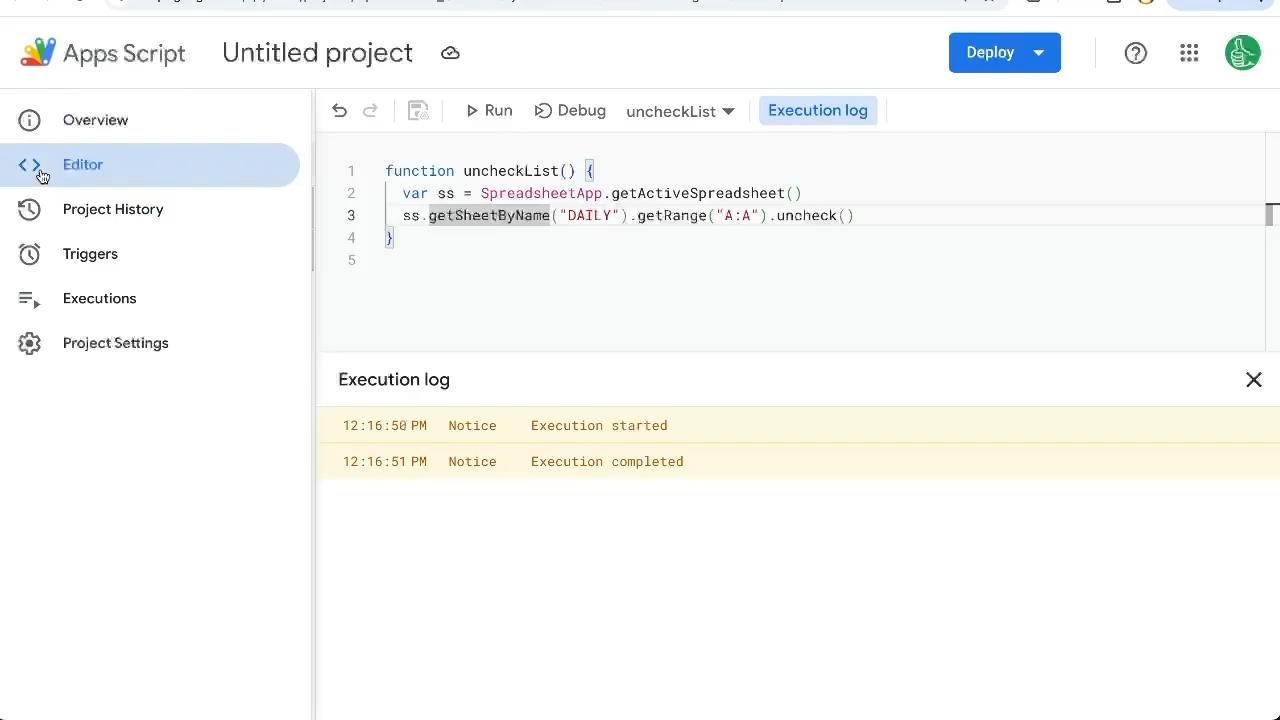 Apps Script
Untitled project
Deploy
Overview
Editor
Project History
Triggers
Executions
Project Settings
Run
Debug
uncheckList
Execution log
1 function uncheckList() {
2 var ss = SpreadsheetApp.getActiveSpreadsheet()
3 ss.getSheetByName("DAILY").getRange("A:A").uncheck()
4 }
5
Execution log
12:16:50 PM Notice Execution started
12:16:51 PM Notice Execution completed